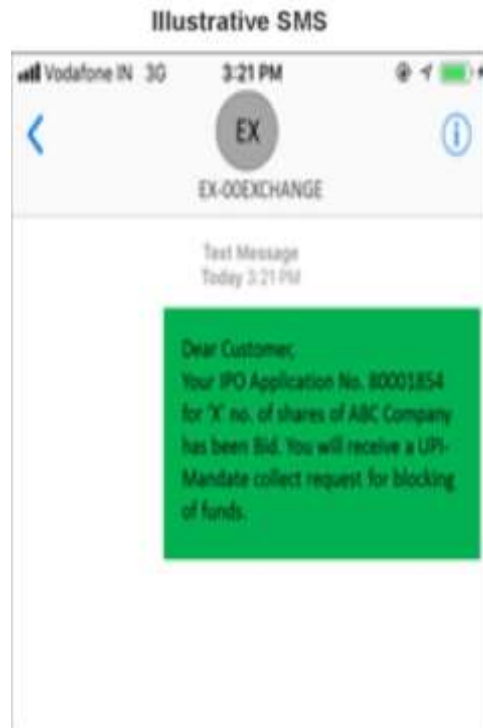 Illustrative SMS
Vodafone IN 3G 3:21 PM
EX
EX-OOEXCHANGE
Text Message
Today 3:21 PM
Dear Customer,
Your IPO Application No. 80001854
for 'X' no. of shares of ABC Company
has been Bid. You will receive a UPI-
Mandate collect request for blocking
of funds.